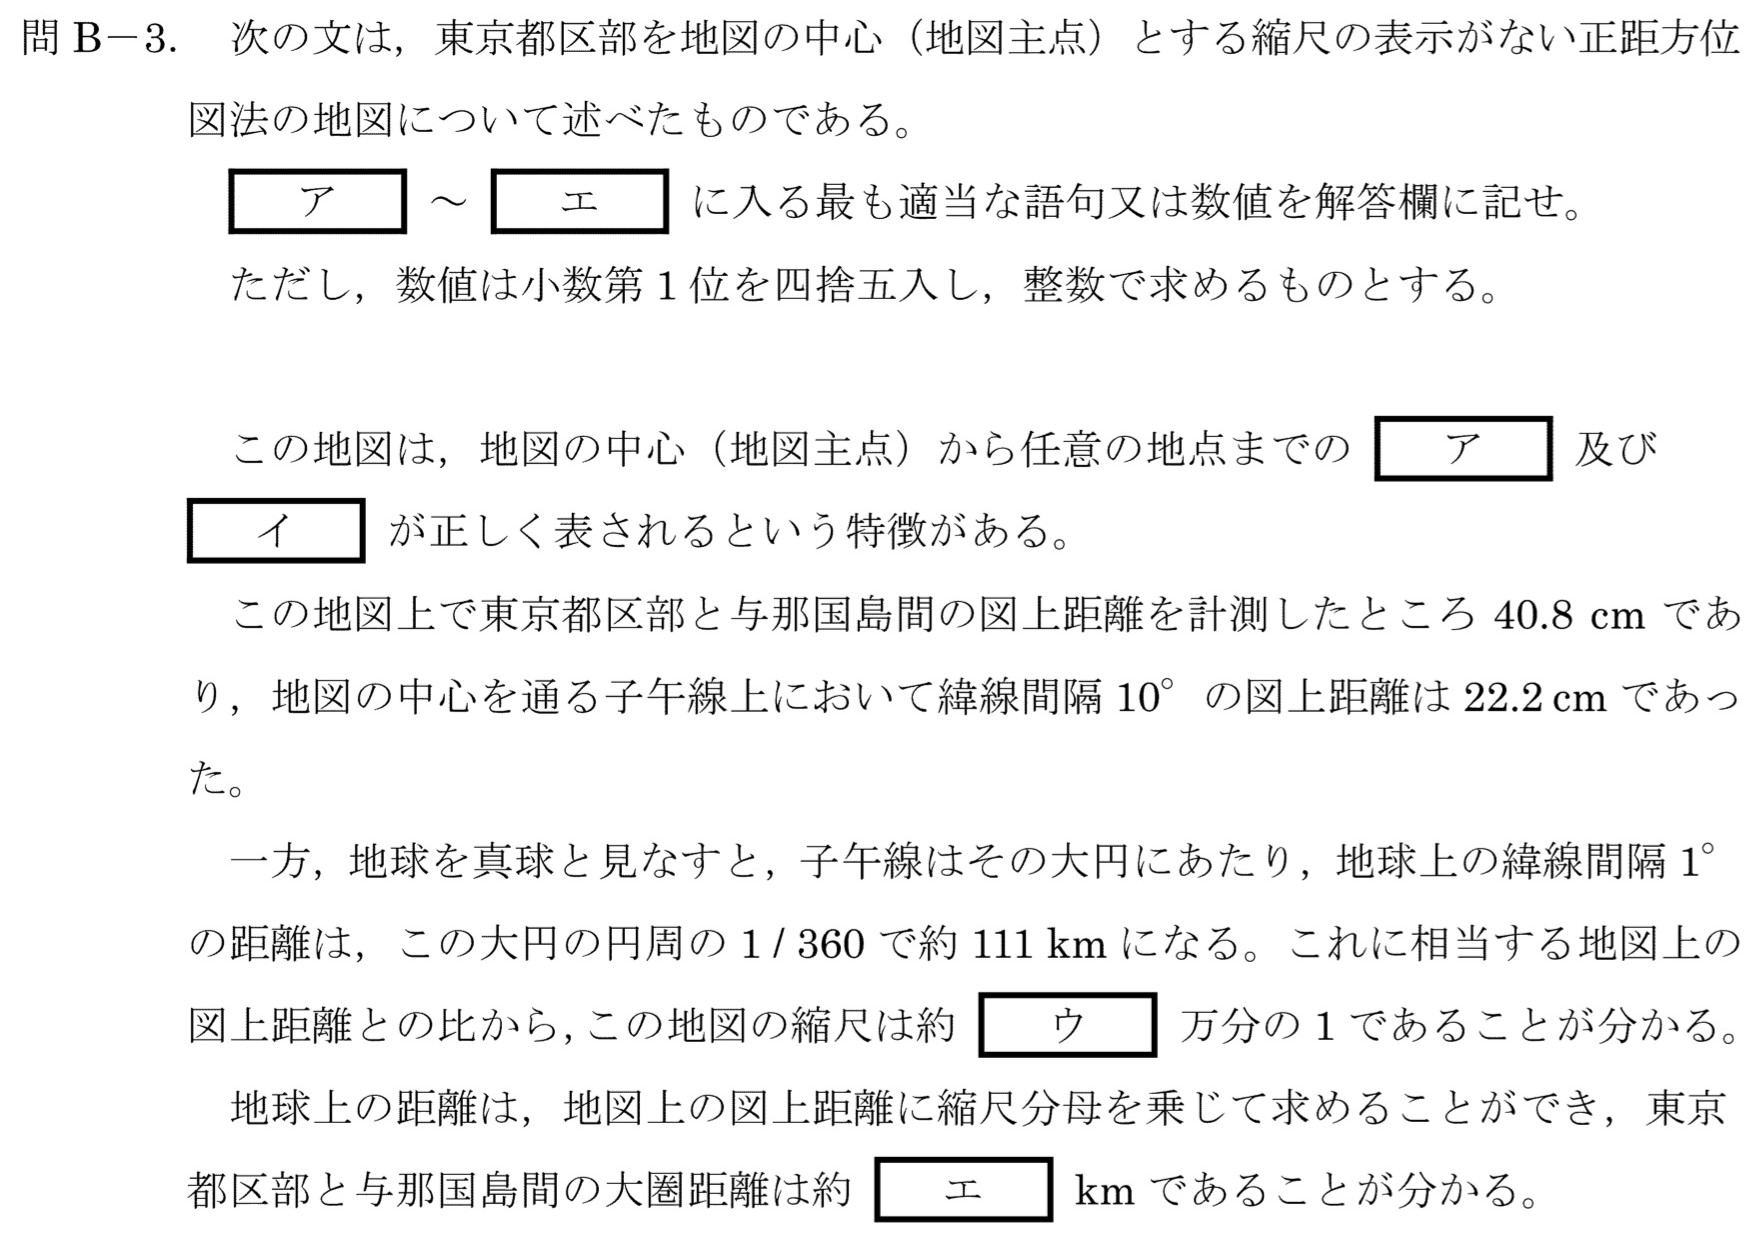 問 B－3.　次の文は，東京都区部を地図の中心（地図主点）とする縮尺の表示がない正距方位
図法の地図について述べたものである。
ア ～ エ に入る最も適当な語句又は数値を解答欄に記せ。
ただし，数値は小数第 1 位を四捨五入し，整数で求めるものとする。
この地図は，地図の中心（地図主点）から任意の地点までの ア 及び
イ が正しく表されるという特徴がある。
この地図上で東京都区部と与那国島間の図上距離を計測したところ 40.8 cm であ
り，地図の中心を通る子午線上において緯線間隔 10° の図上距離は 22.2 cm であっ
た。
一方，地球を真球と見なすと，子午線はその大円にあたり，地球上の緯線間隔 1°
の距離は，この大円の円周の 1 / 360 で約 111 km になる。これに相当する地図上の
図上距離との比から，この地図の縮尺は約 ウ 万分の 1 であることが分かる。
地球上の距離は，地図上の図上距離に縮尺分母を乗じて求めることができ，東京
都区部と与那国島間の大圏距離は約 エ km であることが分かる。